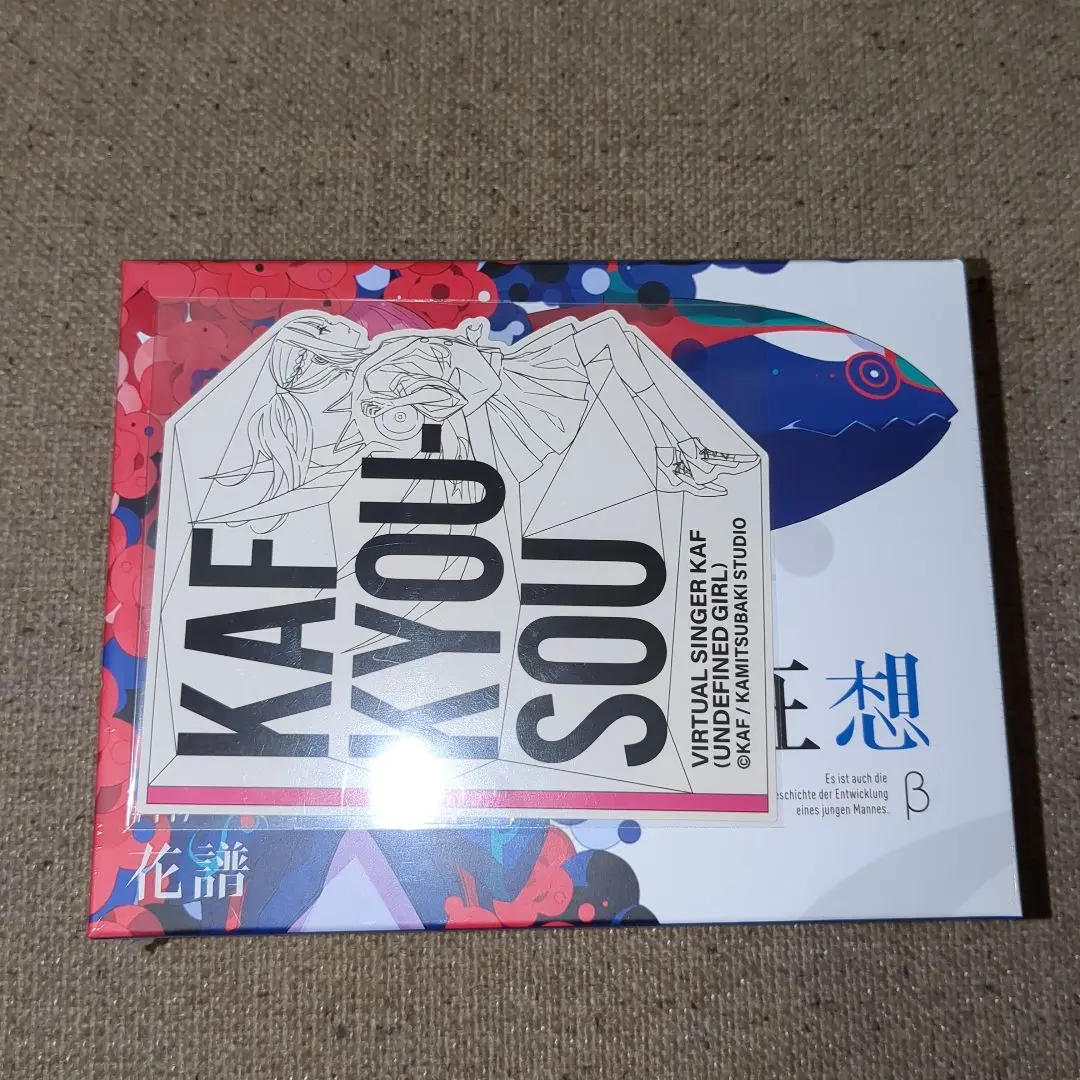 KAF
KYOU-
SOU
VIRTUAL SINGER KAF
(UNDEFINED GIRL)
©KAF / KAMITSUBAKI STUDIO
想
Es ist auch die
eschichte der Entwicklung
eines jungen Mannes.
β
花譜